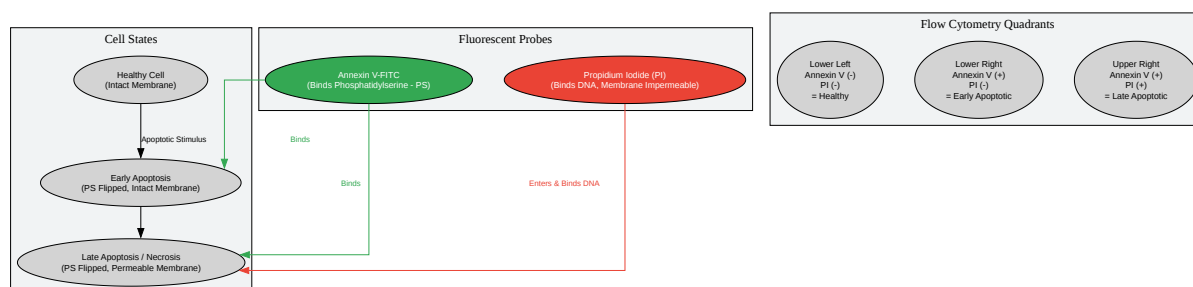 Cell States
Healthy Cell
(Intact Membrane)
Apoptotic Stimulus
Early Apoptosis
(PS Flipped, Intact Membrane)
Late Apoptosis / Necrosis
(PS Flipped, Permeable Membrane)
Fluorescent Probes
Annexin V-FITC
(Binds Phosphatidylserine - PS)
Propidium Iodide (PI)
(Binds DNA, Membrane Impermeable)
Binds
Binds
Enters & Binds DNA
Flow Cytometry Quadrants
Lower Left
Annexin V (-)
PI (-)
= Healthy
Lower Right
Annexin V (+)
PI (-)
= Early Apoptotic
Upper Right
Annexin V (+)
PI (+)
= Late Apoptotic